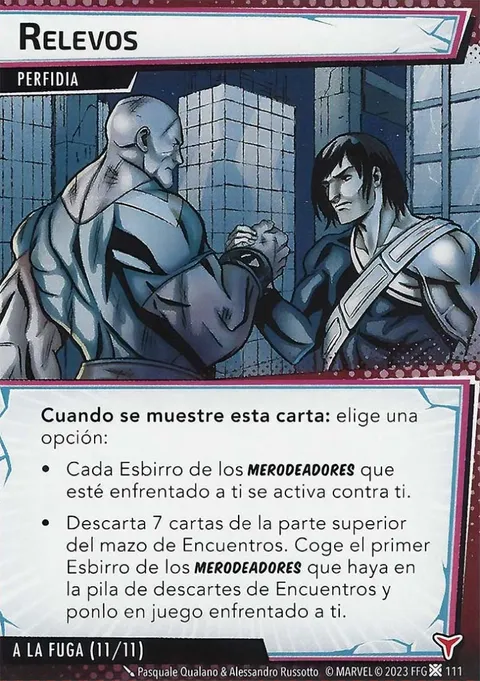 RELEVOS
PERFIDIA
Cuando se muestre esta carta: elige una
opción:
• Cada Esbirro de los MERODEADORES que
esté enfrentado a ti se activa contra ti.
• Descarta 7 cartas de la parte superior
del mazo de Encuentros. Coge el primer
Esbirro de los MERODEADORES que haya en
la pila de descartes de Encuentros y
ponlo en juego enfrentado a ti.
A LA FUGA (11/11)
Pasquale Qualano & Alessandro Russotto © MARVEL © 2023 FFG 111